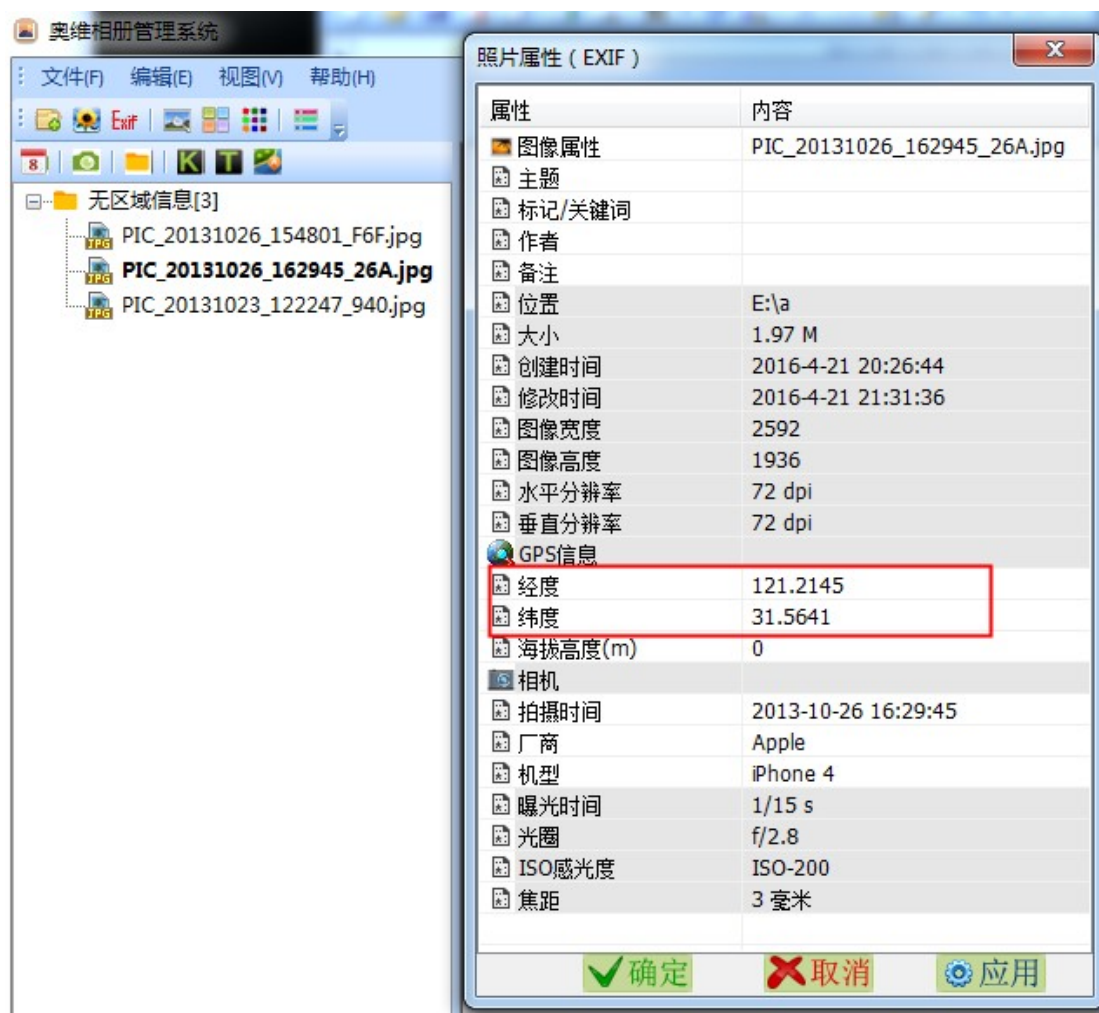 奥维相册管理系统
文件(F) 编辑(E) 视图(V) 帮助(H)
Exif
8 K T
无区域信息[3]
PIC_20131026_154801_F6F.jpg
PIC_20131026_162945_26A.jpg
PIC_20131023_122247_940.jpg
照片属性（EXIF）
属性 内容
图像属性 PIC_20131026_162945_26A.jpg
主题
标记/关键词
作者
备注
位置 E:\a
大小 1.97 M
创建时间 2016-4-21 20:26:44
修改时间 2016-4-21 21:31:36
图像宽度 2592
图像高度 1936
水平分辨率 72 dpi
垂直分辨率 72 dpi
GPS信息
经度 121.2145
纬度 31.5641
海拔高度(m) 0
相机
拍摄时间 2013-10-26 16:29:45
厂商 Apple
机型 iPhone 4
曝光时间 1/15 s
光圈 f/2.8
ISO感光度 ISO-200
焦距 3 毫米
确定 取消 应用